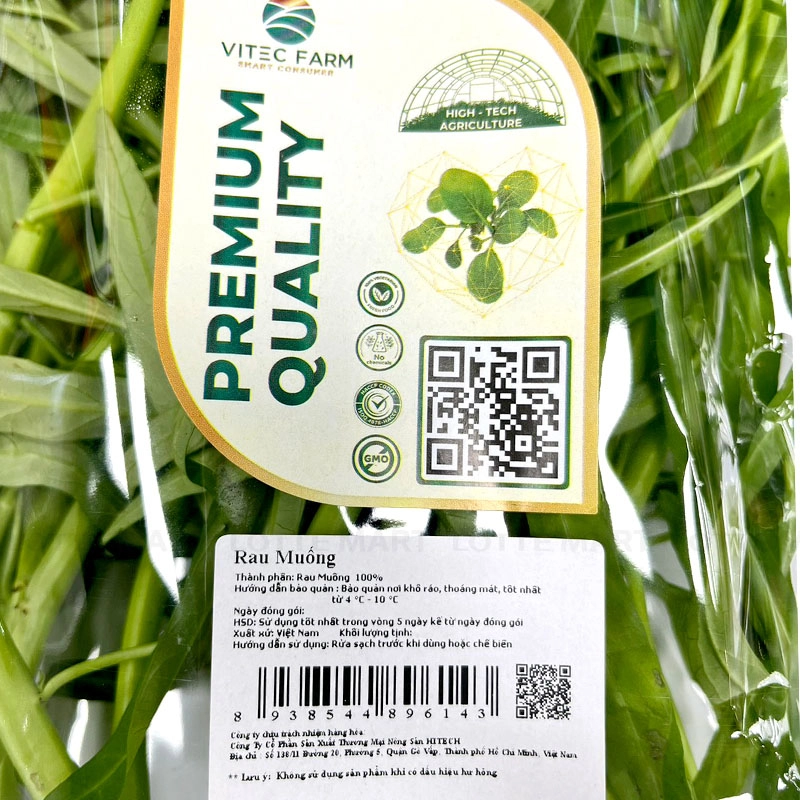 VITEC FARM
SMART CONSUMER
PREMIUM
QUALITY
HIGH - TECH
AGRICULTURE
No
chemicals
HACCP CODEX
GMO
LOTTE MART LOTTE MART
Rau Muống
Thành phần: Rau Muống 100%
Hướng dẫn bảo quản : Bảo quản nơi khô ráo, thoáng mát, tốt nhất
từ 4 °C - 10 °C
Ngày đóng gói:
HSD: Sử dụng tốt nhất trong vòng 5 ngày kể từ ngày đóng gói
Xuất xứ: Việt Nam Khối lượng tịnh:
Hướng dẫn sử dụng: Rửa sạch trước khi dùng hoặc chế biến
8 938544 896143
Công ty chịu trách nhiệm hàng hóa:
Công Ty Cổ Phần Sản Xuất Thương Mại Nông Sản HITECH
Địa chỉ : Số 138/11 Đường 20, Phường 5, Quận Gò Vấp, Thành phố Hồ Chí Minh, Việt Nam
** Lưu ý: Không sử dụng sản phẩm khi có dấu hiệu hư hỏng